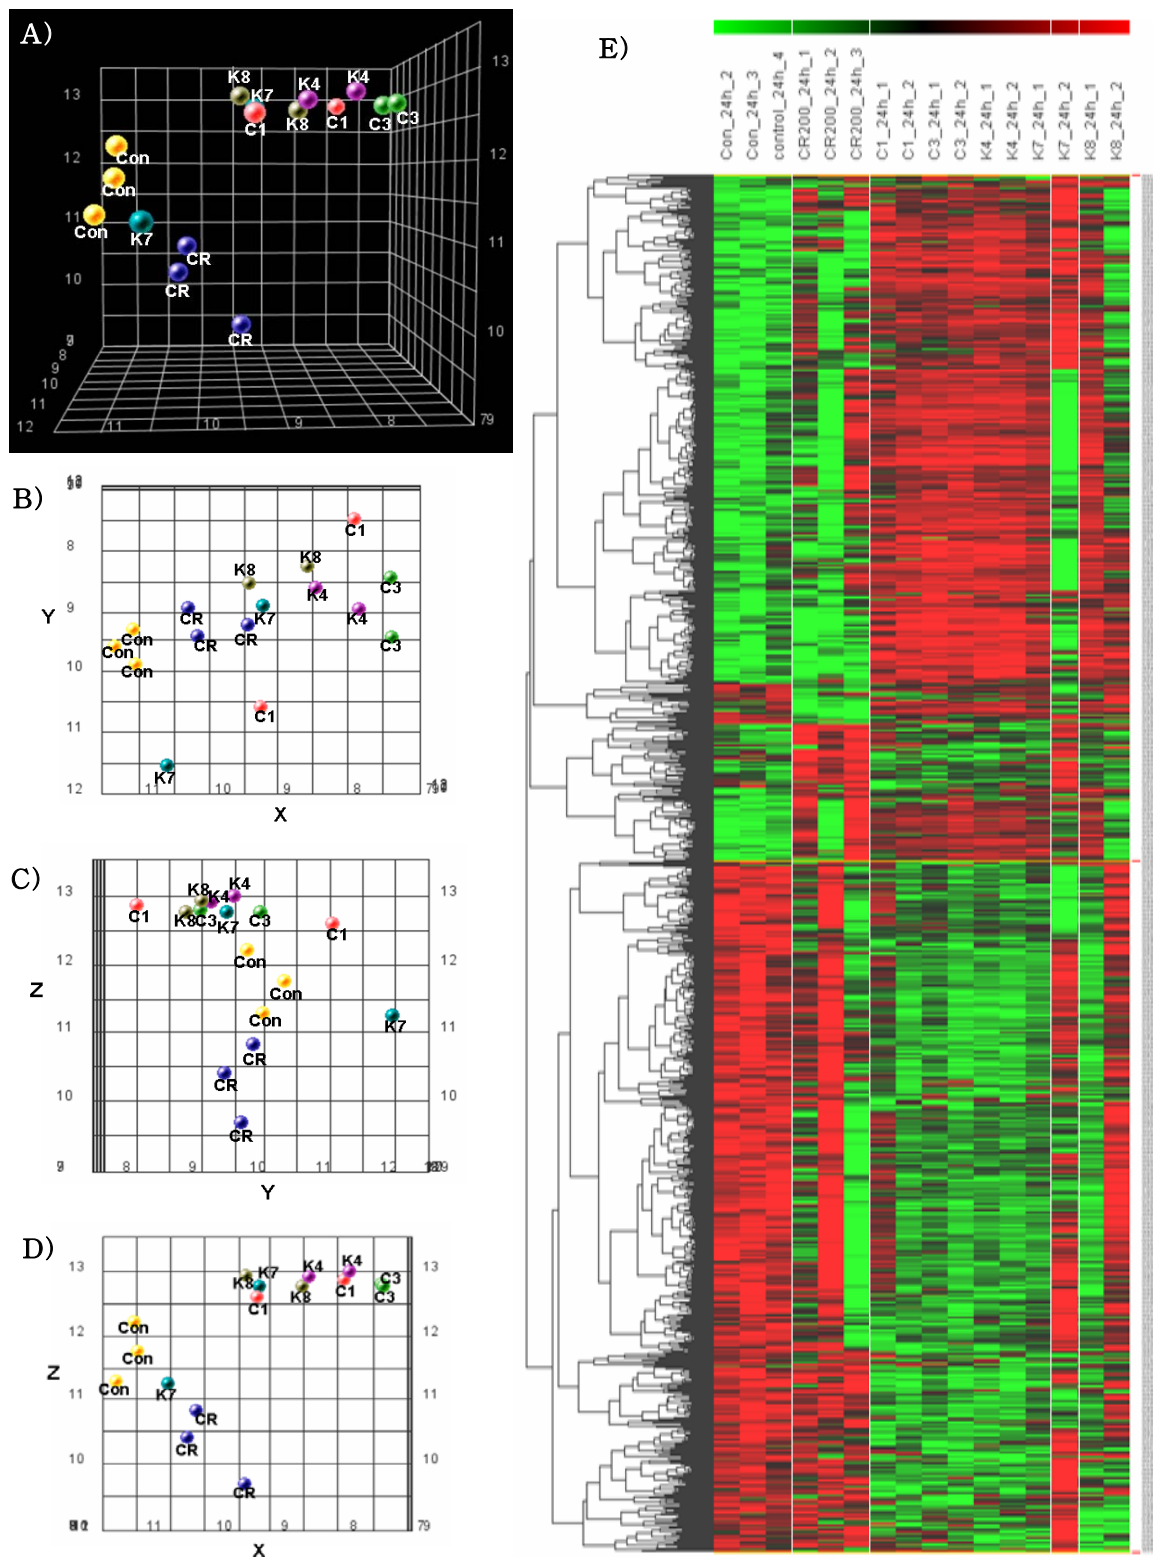 A)
13
12
11
10
9
8
9
10
11
12
11
10
9
8
79
13
12
11
10
K8
K7
C1
K4
K8
K4
C1
C3
C3
Con
Con
Con
K7
CR
CR
CR
B)
8
9
10
11
12
Y
11
10
9
8
X
C1
K8
K8
K4
C3
CR
K7
K4
CR
CR
C3
Con
Con
Con
C1
K7
C)
13
12
11
10
Z
13
12
11
10
8
9
10
11
12
Y
C1
K8
K4
K4
K8
C3
K7
C3
C1
Con
Con
Con
K7
CR
CR
CR
D)
13
12
11
10
Z
11
10
9
8
79
X
K8
K7
C1
K4
K8
K4
C1
C3
C3
Con
Con
Con
K7
CR
CR
CR
E)
Con_24h_2
Con_24h_3
control_24h_4
CR200_24h_1
CR200_24h_2
CR200_24h_3
C1_24h_1
C1_24h_2
C3_24h_1
C3_24h_2
K4_24h_1
K4_24h_2
K7_24h_1
K7_24h_2
K8_24h_1
K8_24h_2